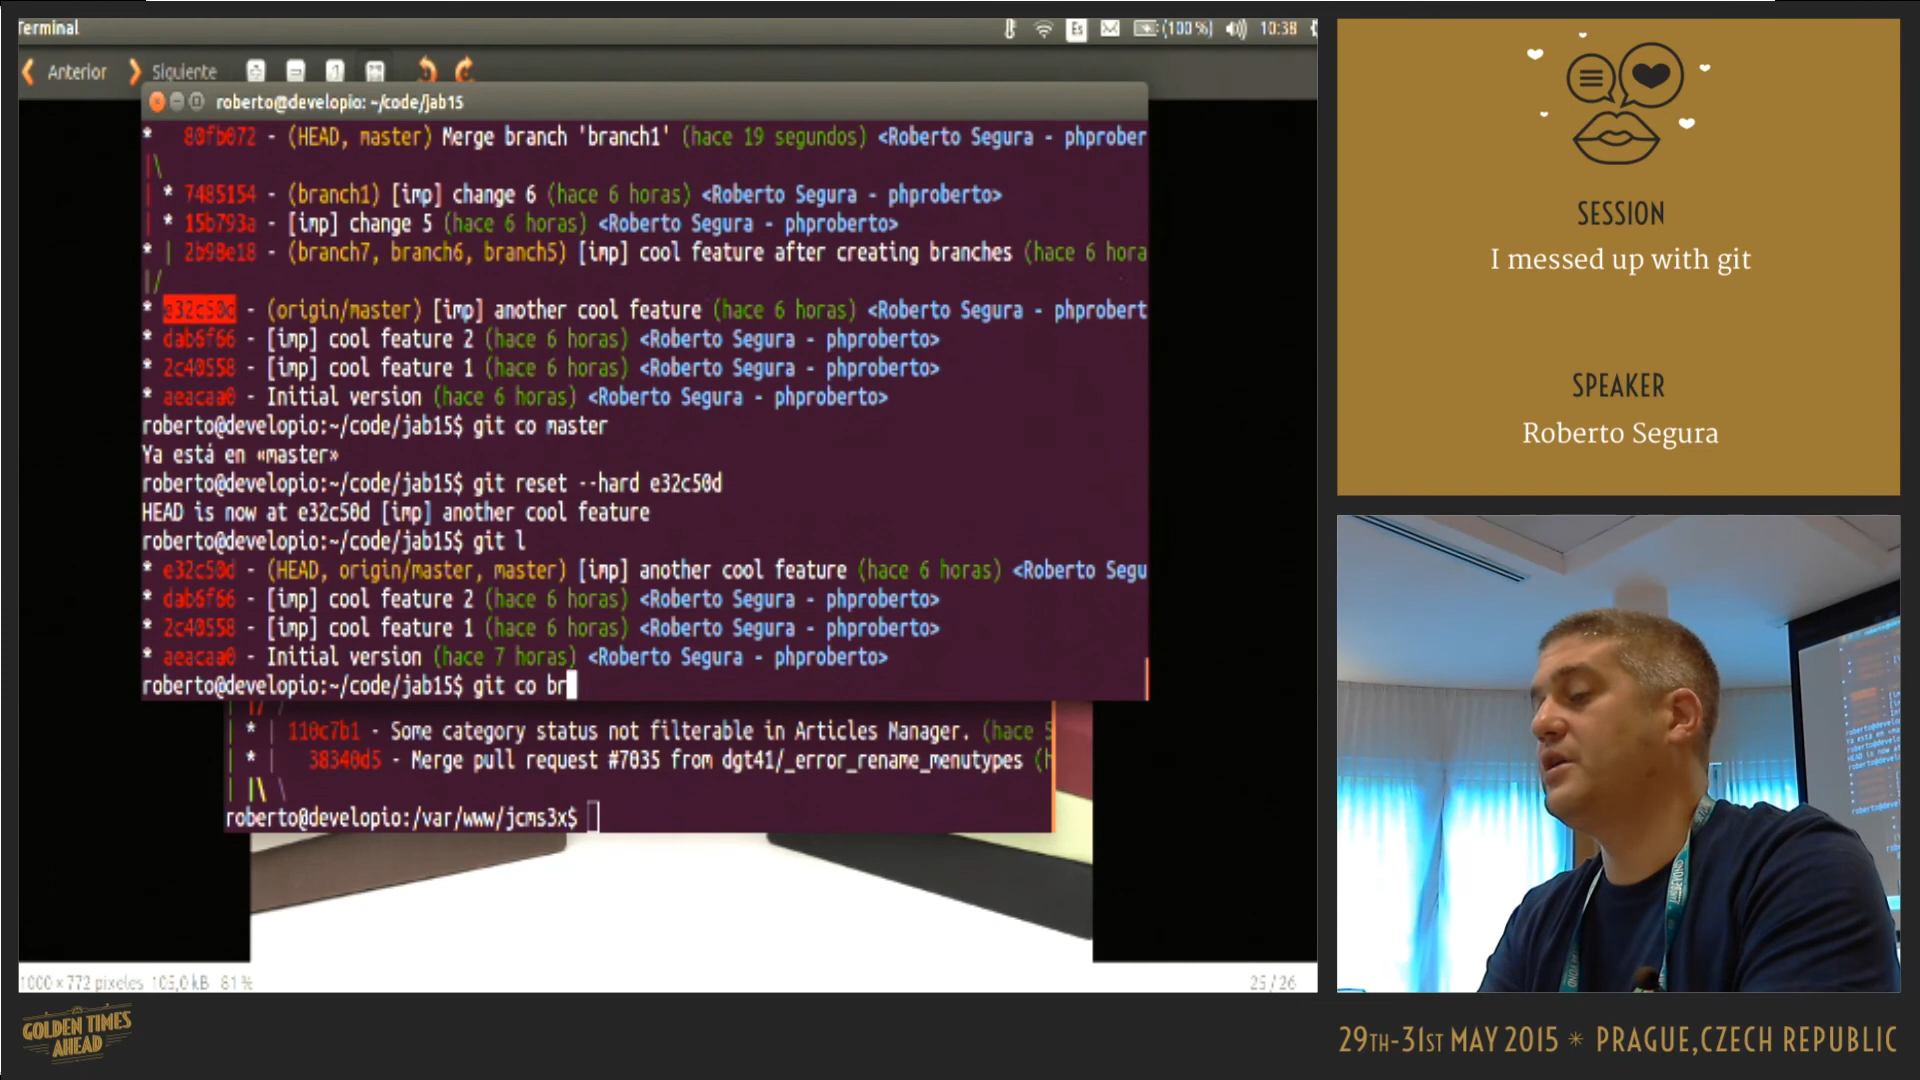 Terminal
Es
(100 %)
10:38
Anterior
Siguiente
roberto@developio: ~/code/jab15
* 80fb072 - (HEAD, master) Merge branch 'branch1' (hace 19 segundos) <Roberto Segura - phprober
|\
| * 7485154 - (branch1) [imp] change 6 (hace 6 horas) <Roberto Segura - phproberto>
| * 15b793a - [imp] change 5 (hace 6 horas) <Roberto Segura - phproberto>
* | 2b98e18 - (branch7, branch6, branch5) [imp] cool feature after creating branches (hace 6 hora
|/
* e32c50d - (origin/master) [imp] another cool feature (hace 6 horas) <Roberto Segura - phprobert
* dab6f66 - [imp] cool feature 2 (hace 6 horas) <Roberto Segura - phproberto>
* 2c40558 - [imp] cool feature 1 (hace 6 horas) <Roberto Segura - phproberto>
* aeacaa0 - Initial version (hace 6 horas) <Roberto Segura - phproberto>
roberto@developio:~/code/jab15$ git co master
Ya está en «master»
roberto@developio:~/code/jab15$ git reset --hard e32c50d
HEAD is now at e32c50d [imp] another cool feature
roberto@developio:~/code/jab15$ git l
* e32c50d - (HEAD, origin/master, master) [imp] another cool feature (hace 6 horas) <Roberto Segu
* dab6f66 - [imp] cool feature 2 (hace 6 horas) <Roberto Segura - phproberto>
* 2c40558 - [imp] cool feature 1 (hace 6 horas) <Roberto Segura - phproberto>
* aeacaa0 - Initial version (hace 7 horas) <Roberto Segura - phproberto>
roberto@developio:~/code/jab15$ git co br
| * | 110c7b1 - Some category status not filterable in Articles Manager. (hace 5
| * | 38340d5 - Merge pull request #7035 from dgt41/_error_rename_menutypes (h
| |\ \
roberto@developio:/var/www/jcms3x$
1000 × 772 píxeles 105,0 kB 81 %
25 / 26
SESSION
I messed up with git
SPEAKER
Roberto Segura
GOLDEN TIMES
AHEAD
29TH-31ST MAY 2015 * PRAGUE, CZECH REPUBLIC